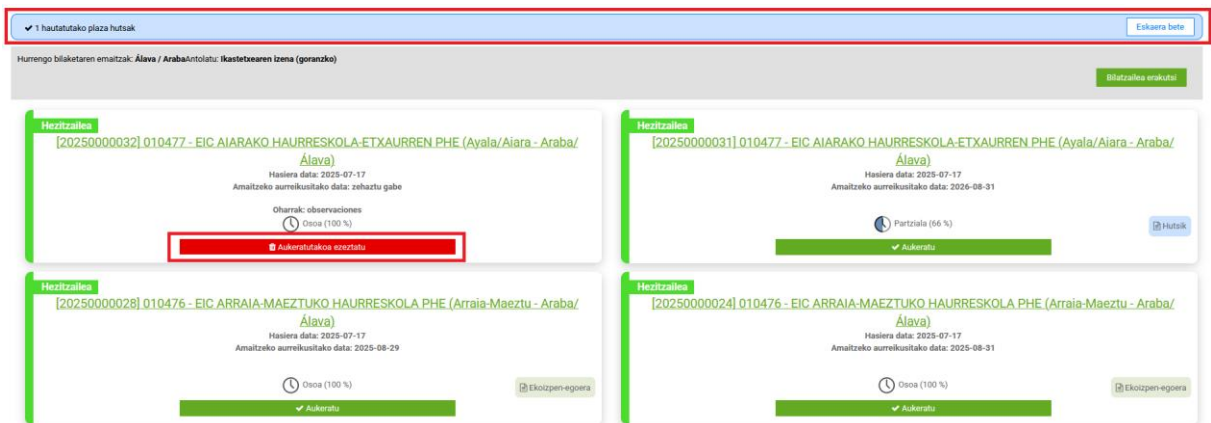 ✔ 1 hautatutako plaza hutsak
Eskaera bete
Hurrengo bilaketaren emaitzak: Álava / ArabaAntolatu: Ikastetxearen izena (goranzko)
Bilatzailea erakutsi
Hezitzailea
[20250000032] 010477 - EIC AIARAKO HAURRESKOLA-ETXAURREN PHE (Ayala/Aiara - Araba/
Álava)
Hasiera data: 2025-07-17
Amaitzeko aurreikusitako data: zehaztu gabe
Oharrak: observaciones
Osoa (100 %)
Aukeratutakoa ezeztatu
Hezitzailea
[20250000031] 010477 - EIC AIARAKO HAURRESKOLA-ETXAURREN PHE (Ayala/Aiara - Araba/
Álava)
Hasiera data: 2025-07-17
Amaitzeko aurreikusitako data: 2026-08-31
Partziala (66 %)
Hutsik
✔ Aukeratu
Hezitzailea
[20250000028] 010476 - EIC ARRAIA-MAEZTUKO HAURRESKOLA PHE (Arraia-Maeztu - Araba/
Álava)
Hasiera data: 2025-07-17
Amaitzeko aurreikusitako data: 2025-08-29
Osoa (100 %)
Ekoizpen-egoera
✔ Aukeratu
Hezitzailea
[20250000024] 010476 - EIC ARRAIA-MAEZTUKO HAURRESKOLA PHE (Arraia-Maeztu - Araba/
Álava)
Hasiera data: 2025-07-17
Amaitzeko aurreikusitako data: 2025-08-31
Osoa (100 %)
Ekoizpen-egoera
✔ Aukeratu